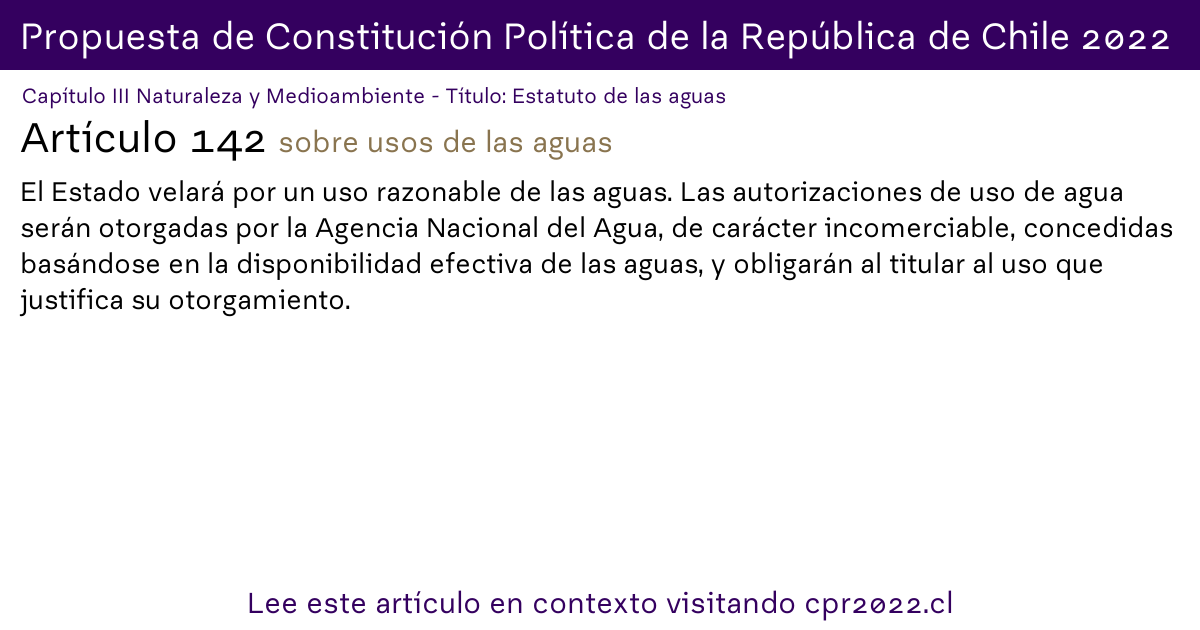 Propuesta de Constitución Política de la República de Chile 2022
Capítulo III Naturaleza y Medioambiente - Título: Estatuto de las aguas
Artículo 142 sobre usos de las aguas
El Estado velará por un uso razonable de las aguas. Las autorizaciones de uso de agua
serán otorgadas por la Agencia Nacional del Agua, de carácter incomerciable, concedidas
basándose en la disponibilidad efectiva de las aguas, y obligarán al titular al uso que
justifica su otorgamiento.
Lee este artículo en contexto visitando cpr2022.cl